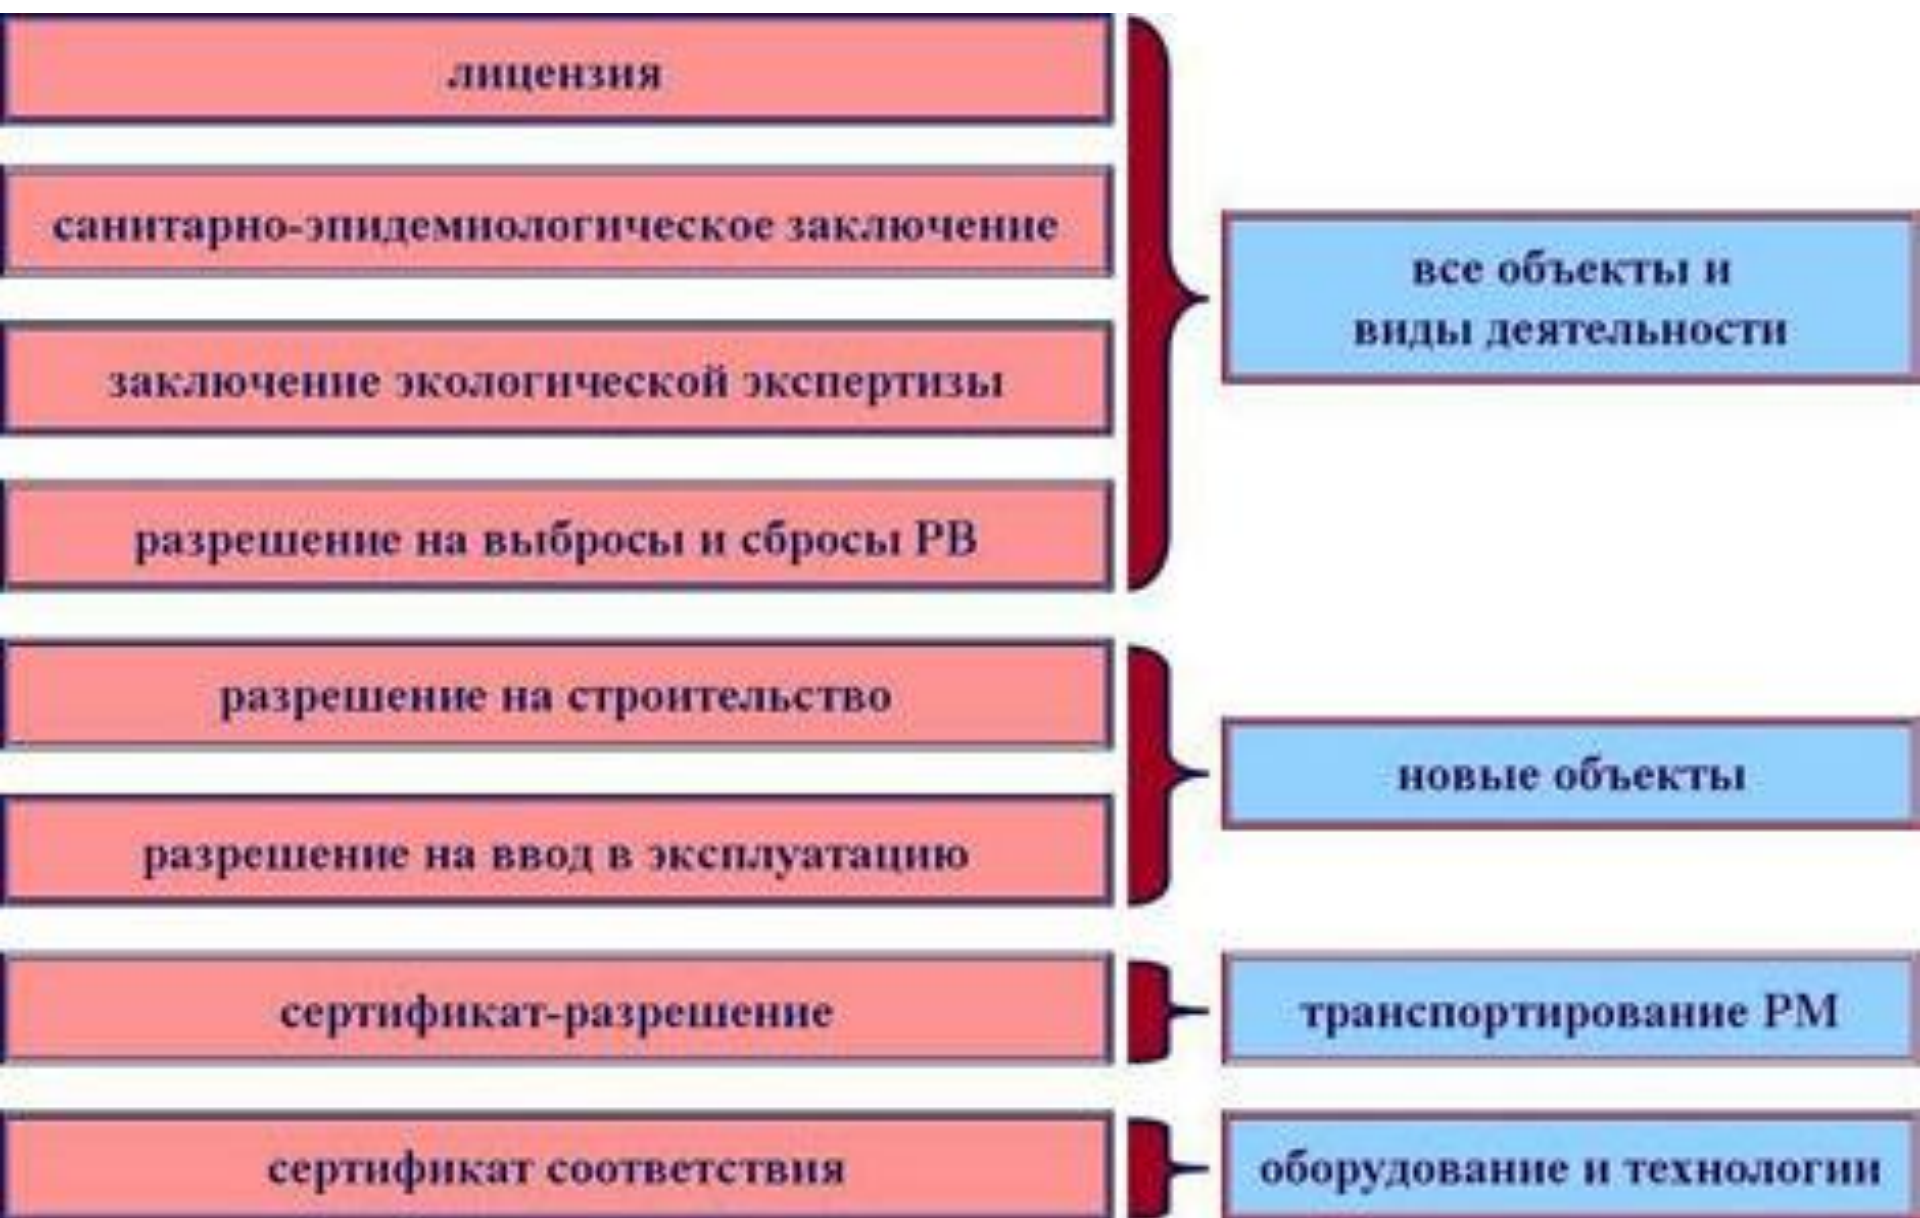 лицензия
санитарно-эпидемиологическое заключение
заключение экологической экспертизы
разрешение на выбросы и сбросы РВ
все объекты и
виды деятельности
разрешение на строительство
разрешение на ввод в эксплуатацию
новые объекты
сертификат-разрешение
транспортирование РМ
сертификат соответствия
оборудование и технологии